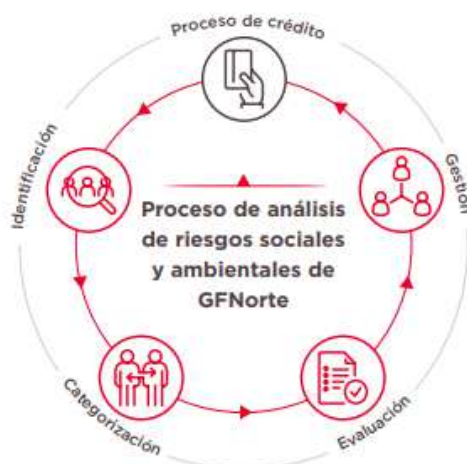 Proceso de crédito
Identificación
Gestión
Proceso de análisis
de riesgos sociales
y ambientales de
GFNorte
Categorización
Evaluación